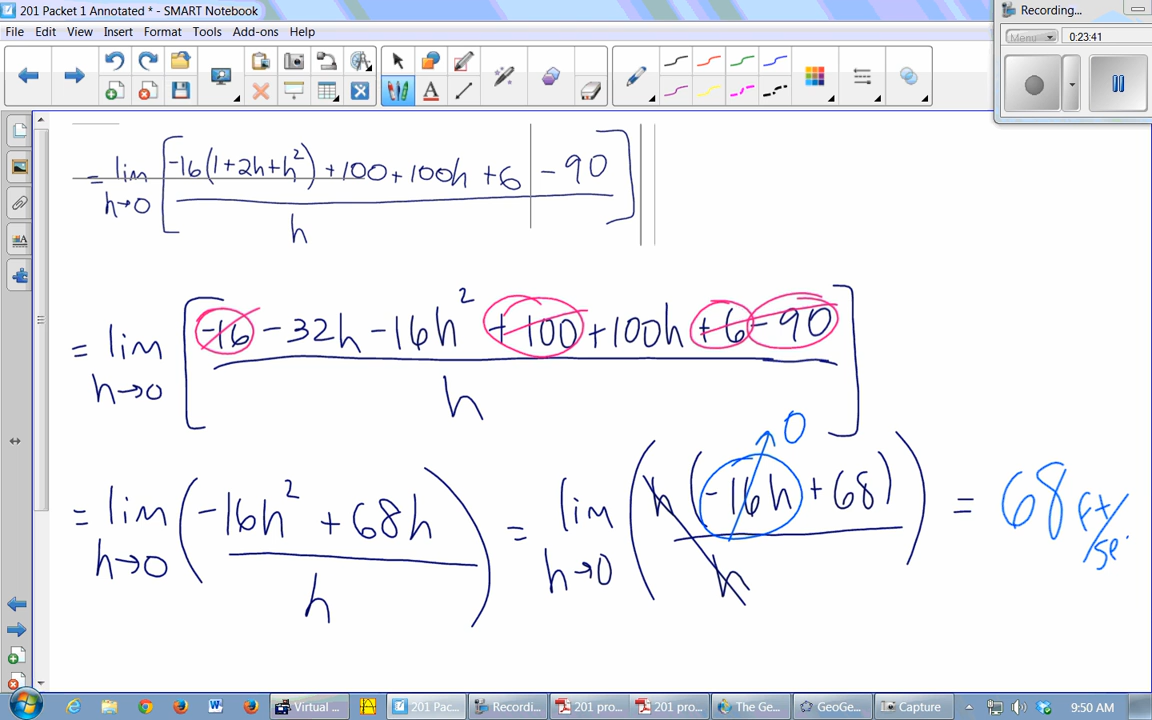 201 Packet 1 Annotated * - SMART Notebook
Recording...
File Edit View Insert Format Tools Add-ons Help
Menu
0:23:41
A
= lim h→0 [-16(1+2h+h²) +100+100h +6 - 90] / h
= lim h→0 [-16 - 32h - 16h² +100 +100h +6 - 90] / h
0
= lim h→0 (-16h² + 68h / h) = lim h→0 (h(-16h + 68) / h) = 68 ft/se
Virtual ...
201 Pac...
Recordi...
201 pro...
201 pro...
The Ge...
GeoGe...
Capture
9:50 AM